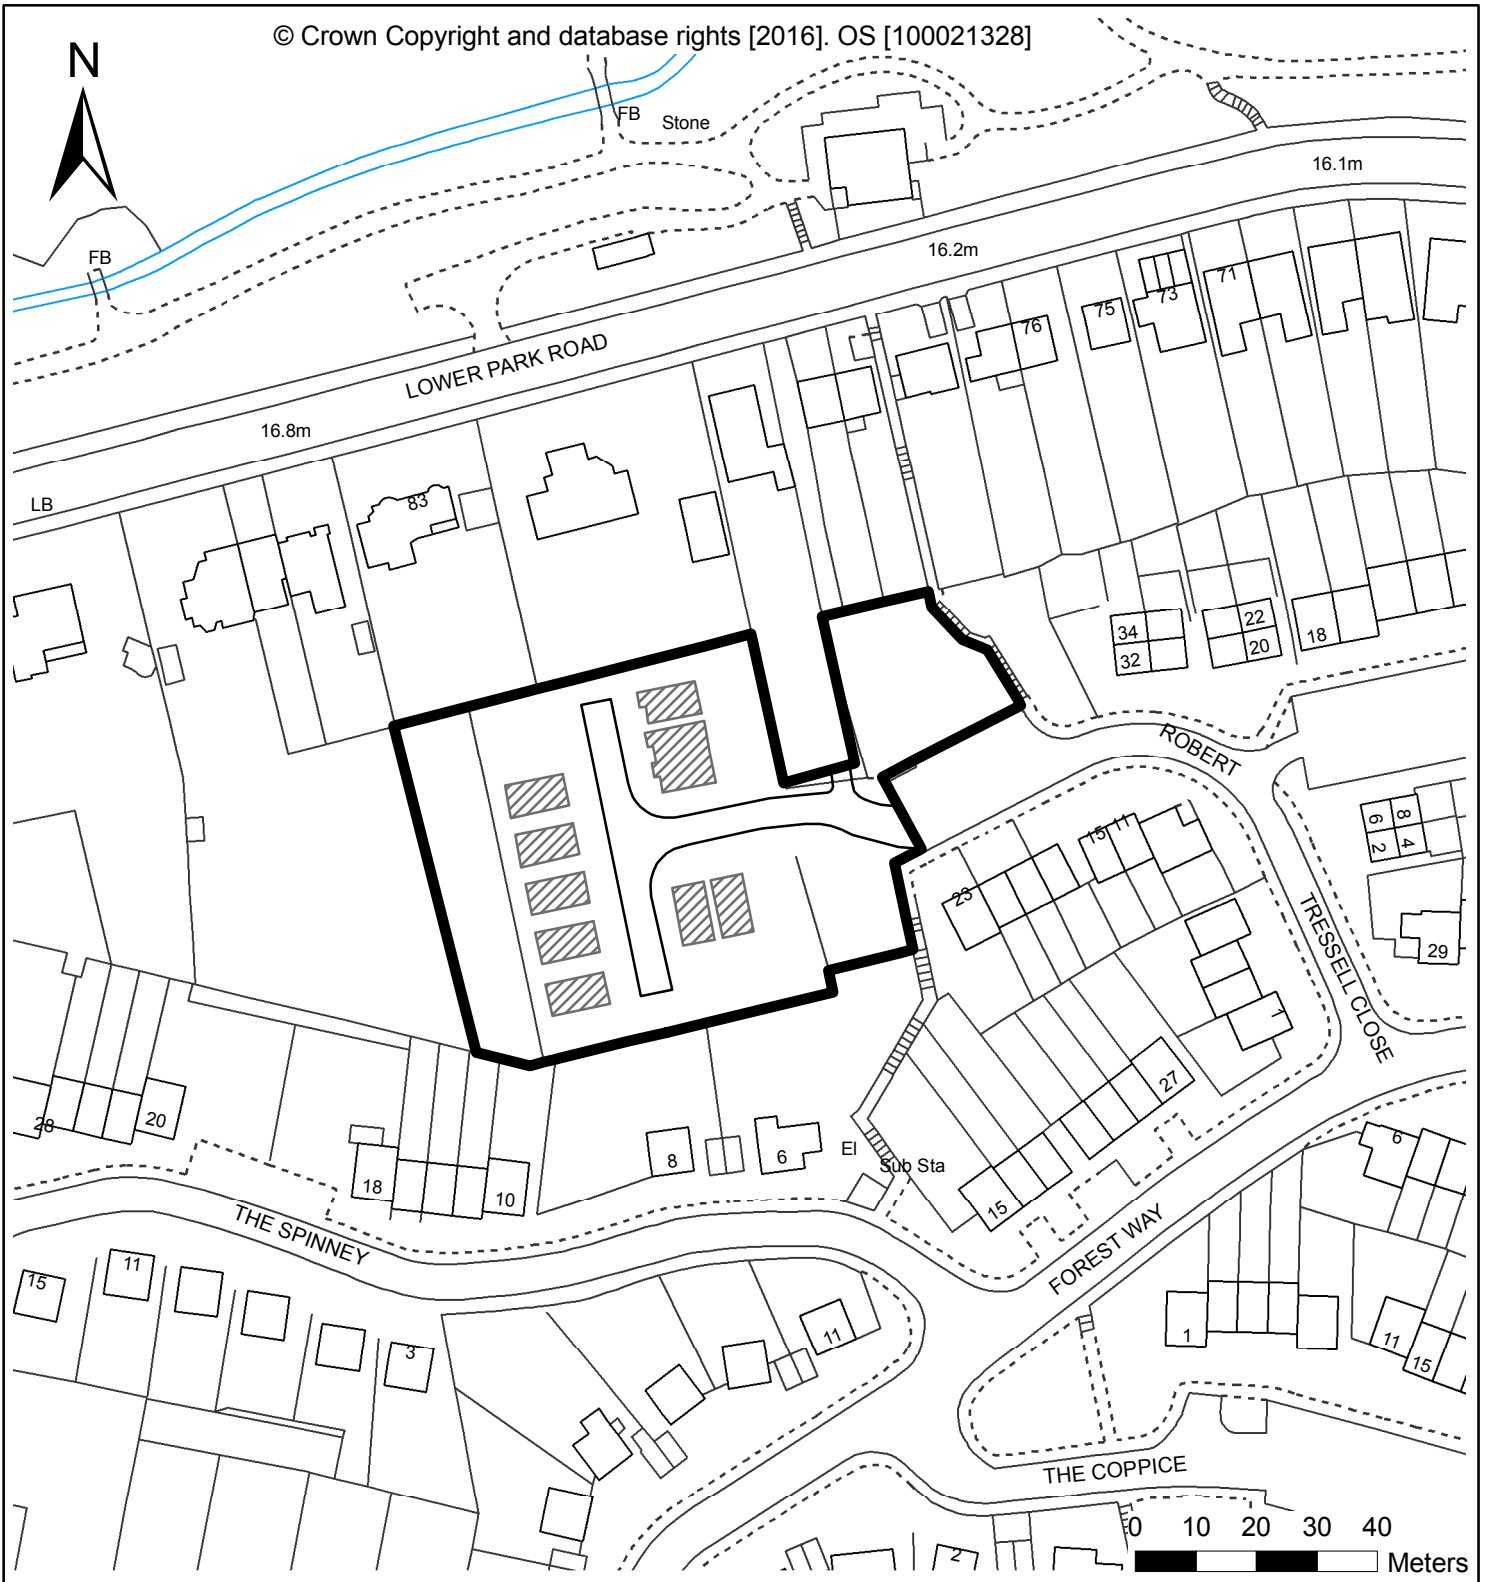 © Crown Copyright and database rights [2016]. OS [100021328]
N
FB
Stone
16.1m
16.2m
FB
71
73
75
76
LOWER PARK ROAD
16.8m
83
LB
34
22
32
20
18
ROBERT
TRESSELL CLOSE
6
8
2
4
15
11
23
29
1
27
28
20
18
10
8
6
El
Sub Sta
15
6
THE SPINNEY
FOREST WAY
15
11
3
11
1
11
15
THE COPPICE
2
0 10 20 30 40
Meters